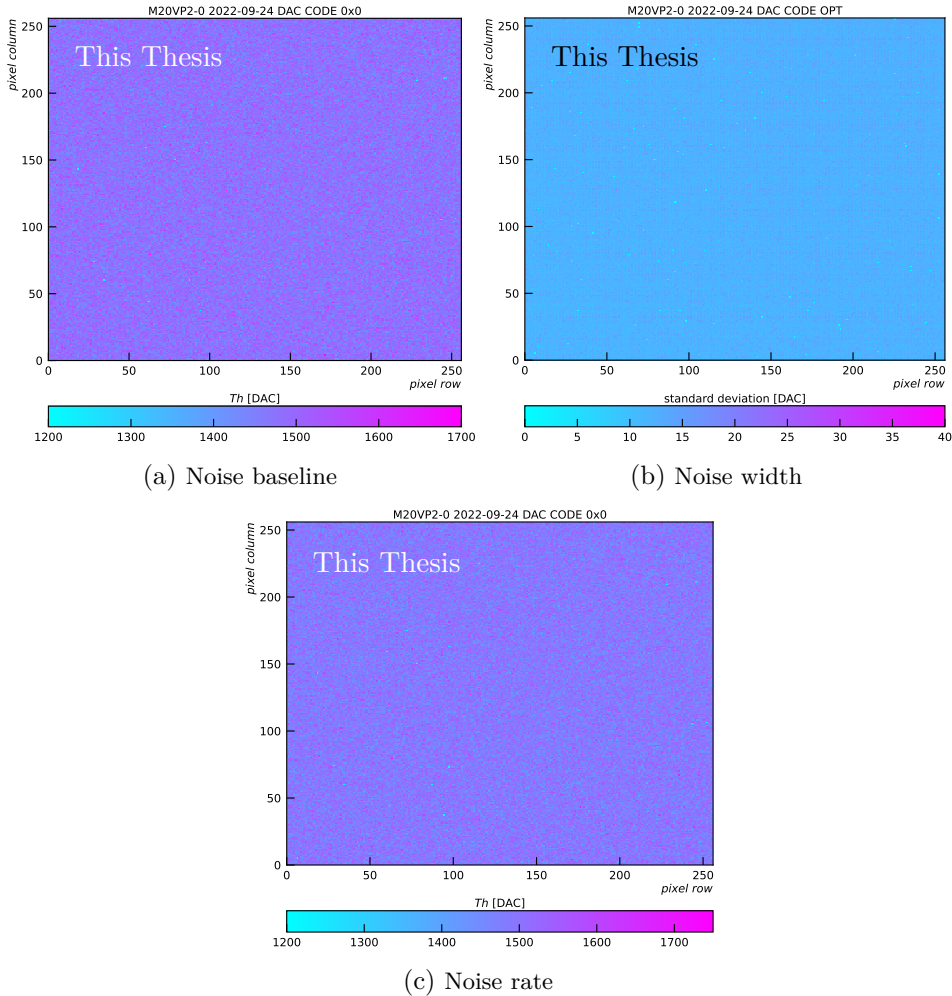 M20VP2-0 2022-09-24 DAC CODE 0x0
pixel column
250
200
150
100
50
0
This Thesis
0 50 100 150 200 250
pixel row
Th [DAC]
1200 1300 1400 1500 1600 1700
(a) Noise baseline
M20VP2-0 2022-09-24 DAC CODE OPT
pixel column
250
200
150
100
50
0
This Thesis
0 50 100 150 200 250
pixel row
standard deviation [DAC]
0 5 10 15 20 25 30 35 40
(b) Noise width
M20VP2-0 2022-09-24 DAC CODE 0x0
pixel column
250
200
150
100
50
0
This Thesis
0 50 100 150 200 250
pixel row
Th [DAC]
1200 1300 1400 1500 1600 1700
(c) Noise rate